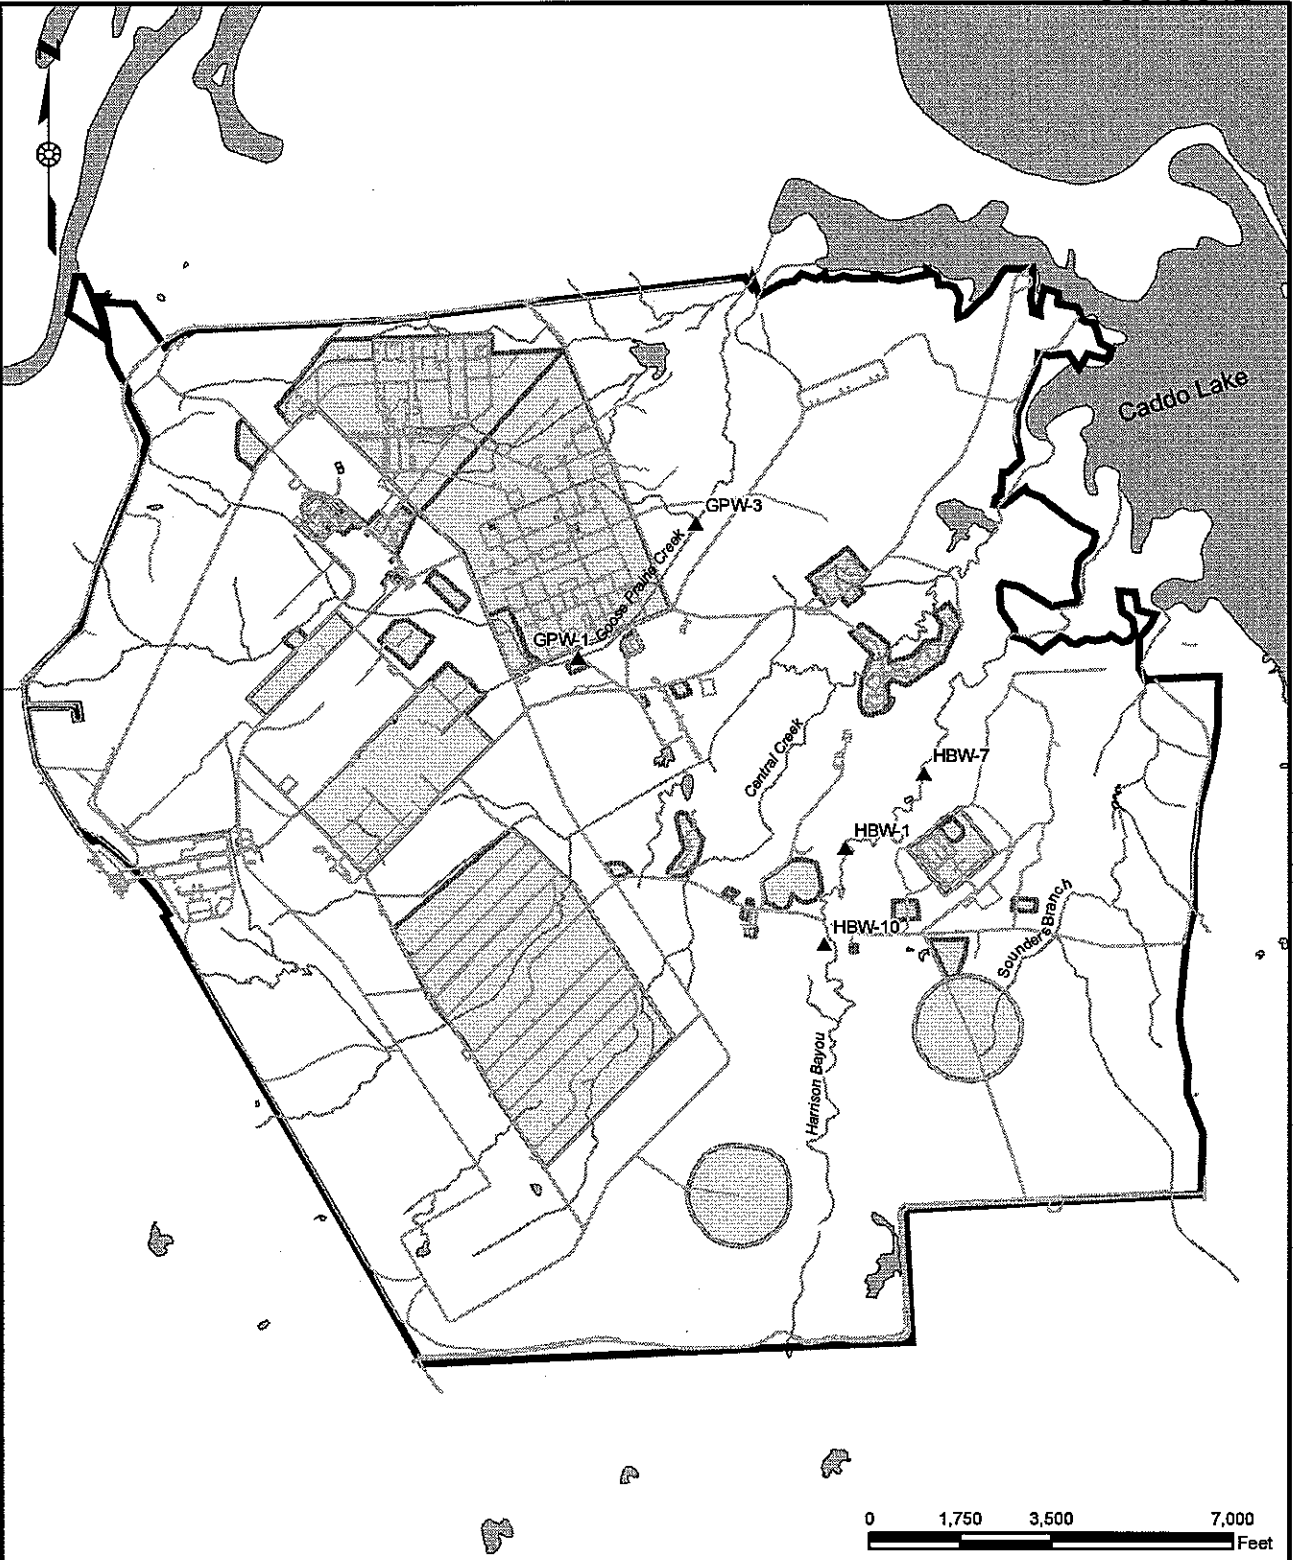 N
Caddo Lake
B
GPW-3
Goose Prairie Creek
GPW-1
Central Creek
HBW-7
HBW-1
HBW-10
Saunders Branch
Harrison Bayou
0 1,750 3,500 7,000
Feet